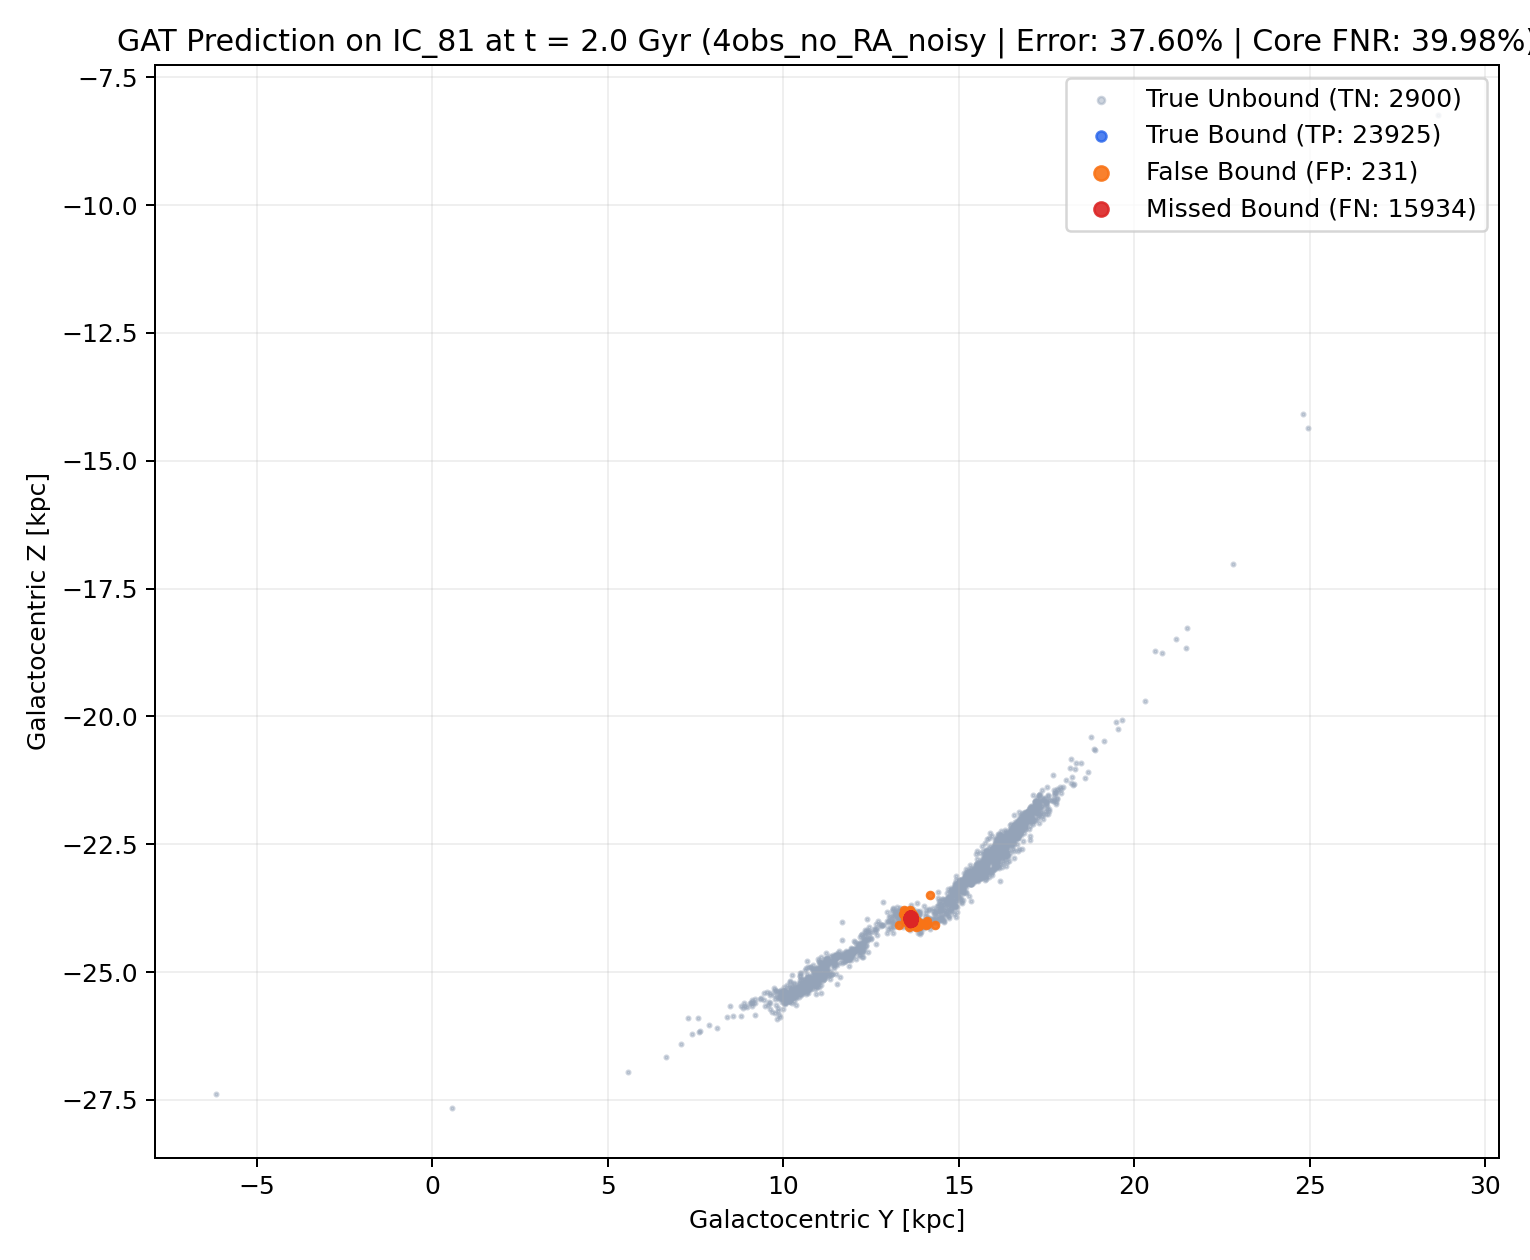 GAT Prediction on IC_81 at t = 2.0 Gyr (4obs_no_RA_noisy | Error: 37.60% | Core FNR: 39.98%)
True Unbound (TN: 2900)
True Bound (TP: 23925)
False Bound (FP: 231)
Missed Bound (FN: 15934)
−7.5
−10.0
−12.5
−15.0
−17.5
−20.0
−22.5
−25.0
−27.5
Galactocentric Z [kpc]
−5 0 5 10 15 20 25 30
Galactocentric Y [kpc]